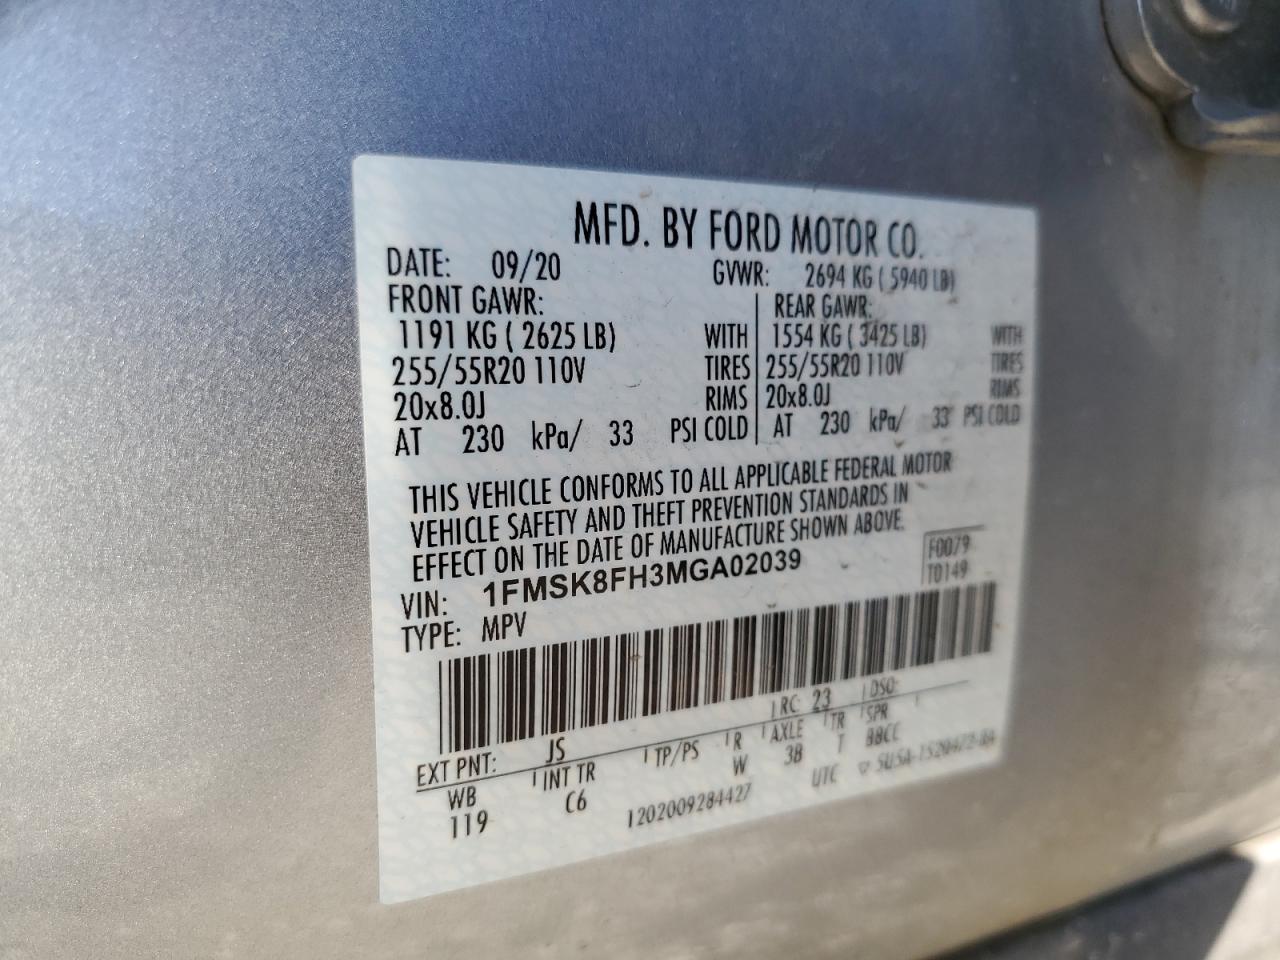 MFD. BY FORD MOTOR CO.
DATE: 09/20 GVWR: 2694 KG ( 5940 LB)
FRONT GAWR: REAR GAWR:
1191 KG ( 2625 LB) WITH 1554 KG ( 3425 LB) WITH
255/55R20 110V TIRES 255/55R20 110V TIRES
20x8.0J RIMS 20x8.0J RIMS
AT 230 kPa/ 33 PSI COLD AT 230 kPa/ 33 PSI COLD
THIS VEHICLE CONFORMS TO ALL APPLICABLE FEDERAL MOTOR
VEHICLE SAFETY AND THEFT PREVENTION STANDARDS IN
EFFECT ON THE DATE OF MANUFACTURE SHOWN ABOVE.
VIN: 1FMSK8FH3MGA02039 F0079
TYPE: MPV T0149
EXT PNT: JS RC: 23 DSO:
WB INT TR TP/PS R AXLE TR SPR
119 C6 W 3B T BBCC
1202009284427 UTC SU5A-1520472-BA